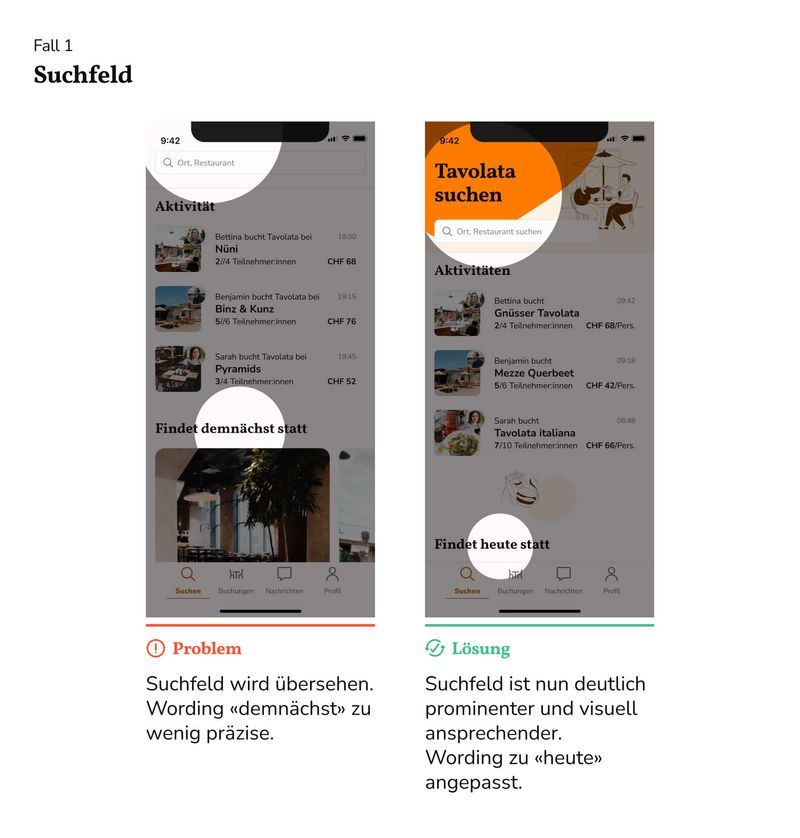 Fall 1
Suchfeld
9:42
Ort, Restaurant
Aktivität
Bettina bucht Tavolata bei 18:00
Nüni
2//4 Teilnehmer:innen CHF 68
Benjamin bucht Tavolata bei 19:15
Binz & Kunz
5//6 Teilnehmer:innen CHF 76
Sarah bucht Tavolata bei 18:45
Pyramids
3/4 Teilnehmer:innen CHF 52
Findet demnächst statt
Suchen Buchungen Nachrichten Profil
Problem
Suchfeld wird übersehen.
Wording «demnächst» zu
wenig präzise.
9:42
Tavolata
suchen
Ort, Restaurant suchen
Aktivitäten
Bettina bucht 09:42
Gnüsser Tavolata
2/4 Teilnehmer:innen CHF 68/Pers.
Benjamin bucht 09:18
Mezze Querbeet
5/6 Teilnehmer:innen CHF 42/Pers.
Sarah bucht 08:48
Tavolata italiana
7/10 Teilnehmer:innen CHF 66/Pers.
Findet heute statt
Suchen Buchungen Nachrichten Profil
Lösung
Suchfeld ist nun deutlich
prominenter und visuell
ansprechender.
Wording zu «heute»
angepasst.